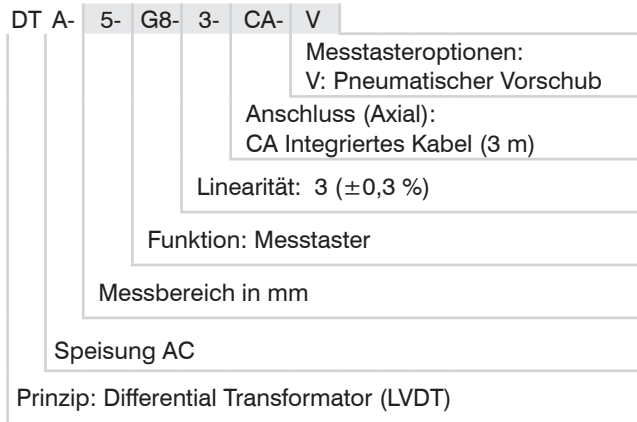 DT A- 5- G8- 3- CA- V
Messtasteroptionen:
V: Pneumatischer Vorschub
Anschluss (Axial):
CA Integriertes Kabel (3 m)
Linearität: 3 (±0,3 %)
Funktion: Messtaster
Messbereich in mm
Speisung AC
Prinzip: Differential Transformator (LVDT)